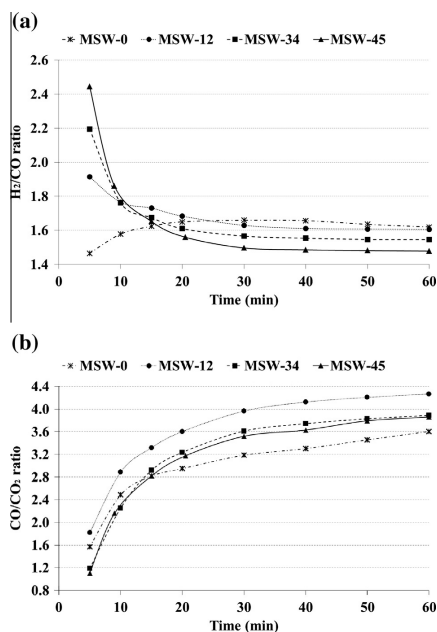 (a)
MSW-0 MSW-12 MSW-34 MSW-45
2.6
2.4
2.2
2.0
1.8
1.6
1.4
H2/CO ratio
0 10 20 30 40 50 60
Time (min)
(b)
MSW-0 MSW-12 MSW-34 MSW-45
4.4
4.0
3.6
3.2
2.8
2.4
2.0
1.6
1.2
0.8
CO/CO2 ratio
0 10 20 30 40 50 60
Time (min)